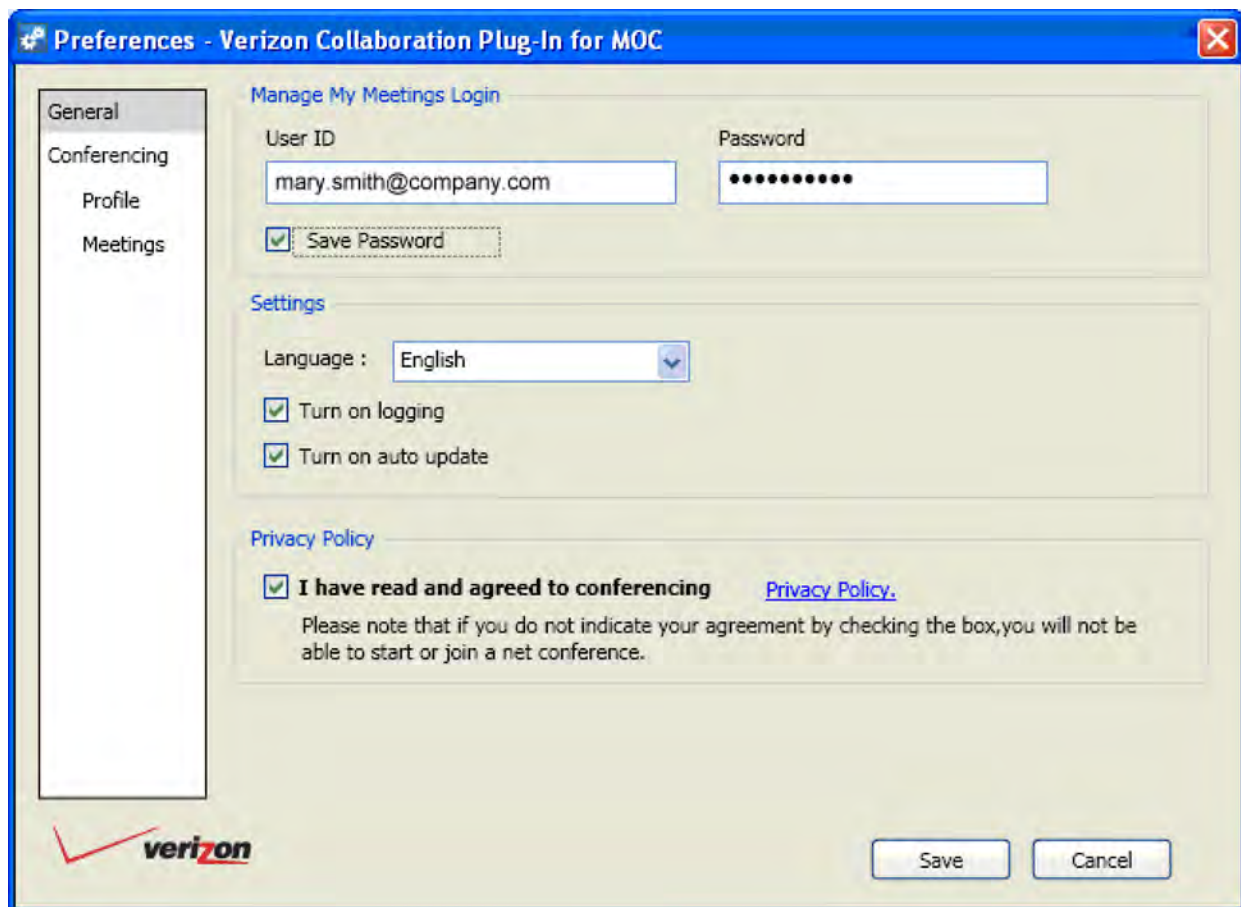 Preferences - Verizon Collaboration Plug-In for MOC
General
Conferencing
Profile
Meetings
Manage My Meetings Login
User ID
Password
mary.smith@company.com
••••••••••
Save Password
Settings
Language :
English
Turn on logging
Turn on auto update
Privacy Policy
I have read and agreed to conferencing Privacy Policy.
Please note that if you do not indicate your agreement by checking the box,you will not be
able to start or join a net conference.
verizon
Save
Cancel